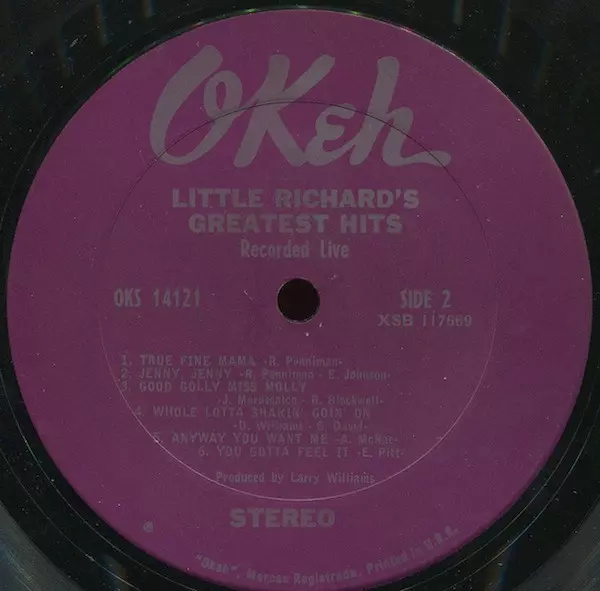 OKeh
LITTLE RICHARD'S
GREATEST HITS
Recorded Live
OKS 14121
SIDE 2
XSB 117669
1. TRUE FINE MAMA -R. Penniman-
2. JENNY, JENNY -R. Penniman - E. Johnson-
3. GOOD GOLLY MISS MOLLY
-J. Marascalco - R. Blackwell-
4. WHOLE LOTTA SHAKIN' GOIN' ON
-D. Williams - S. David-
5. ANYWAY YOU WANT ME -A. McRae-
6. YOU GOTTA FEEL IT -E. Pitt-
Produced by Larry Williams
STEREO
"Okeh", Marcas Registrada. Printed in U.S.A.